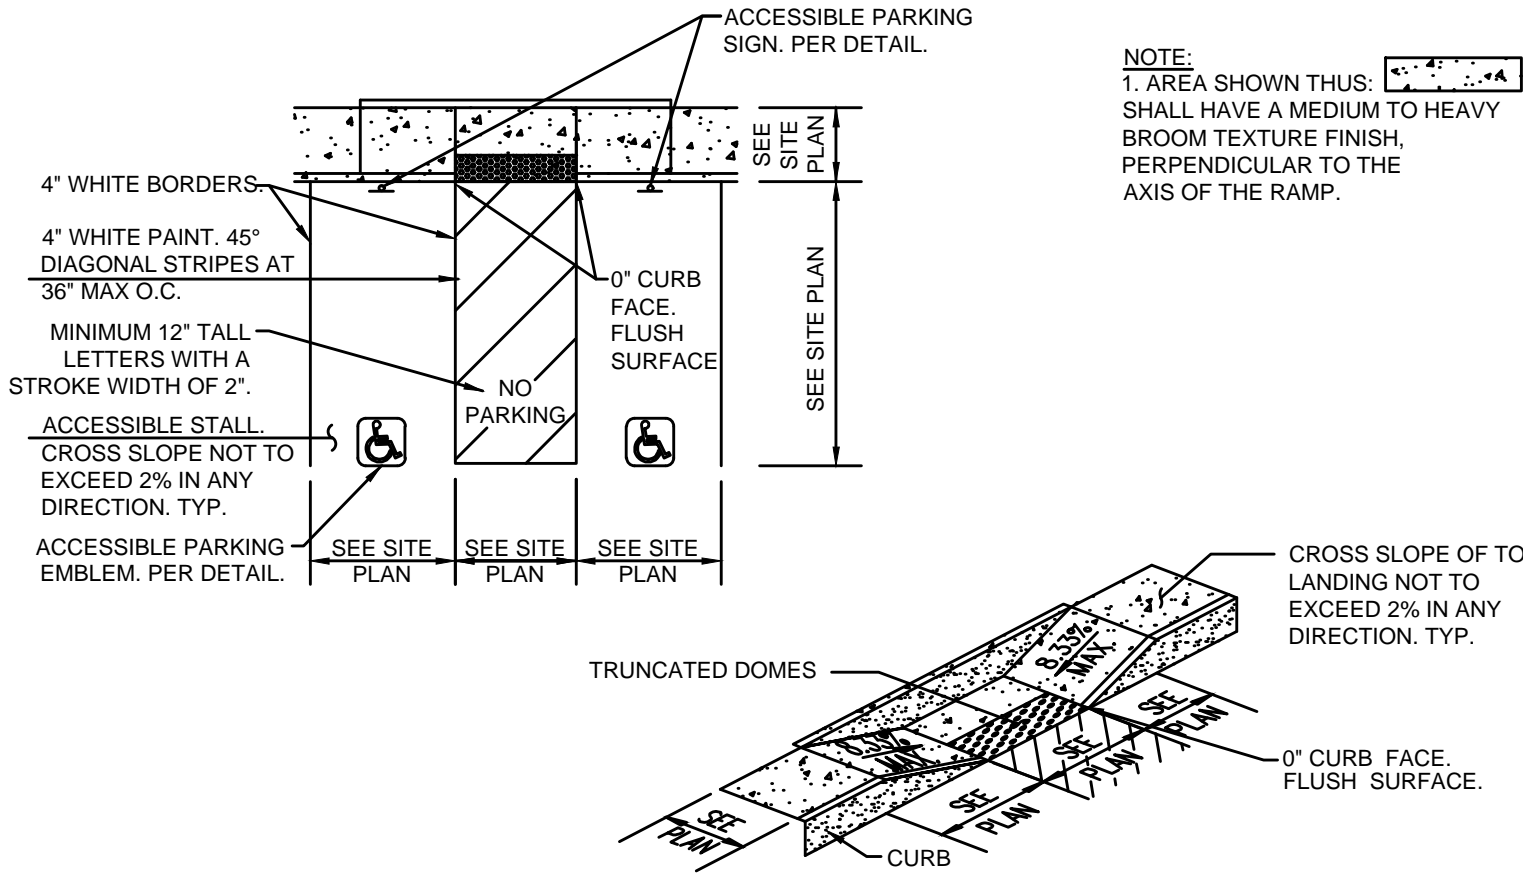 ACCESSIBLE PARKING
SIGN. PER DETAIL.
NOTE:
1. AREA SHOWN THUS:
SHALL HAVE A MEDIUM TO HEAVY
BROOM TEXTURE FINISH,
PERPENDICULAR TO THE
AXIS OF THE RAMP.
SEE
SITE
PLAN
4" WHITE BORDERS.
4" WHITE PAINT. 45°
DIAGONAL STRIPES AT
36" MAX O.C.
0" CURB
FACE.
FLUSH
SURFACE
SEE SITE PLAN
MINIMUM 12" TALL
LETTERS WITH A
STROKE WIDTH OF 2".
NO
PARKING
ACCESSIBLE STALL.
CROSS SLOPE NOT TO
EXCEED 2% IN ANY
DIRECTION. TYP.
ACCESSIBLE PARKING
EMBLEM. PER DETAIL.
SEE SITE
PLAN
SEE SITE
PLAN
SEE SITE
PLAN
CROSS SLOPE OF TO
LANDING NOT TO
EXCEED 2% IN ANY
DIRECTION. TYP.
8.33%
MAX
TRUNCATED DOMES
8.33%
MAX
SEE
PLAN
SEE
PLAN
SEE
PLAN
SEE
PLAN
0" CURB FACE.
FLUSH SURFACE.
CURB